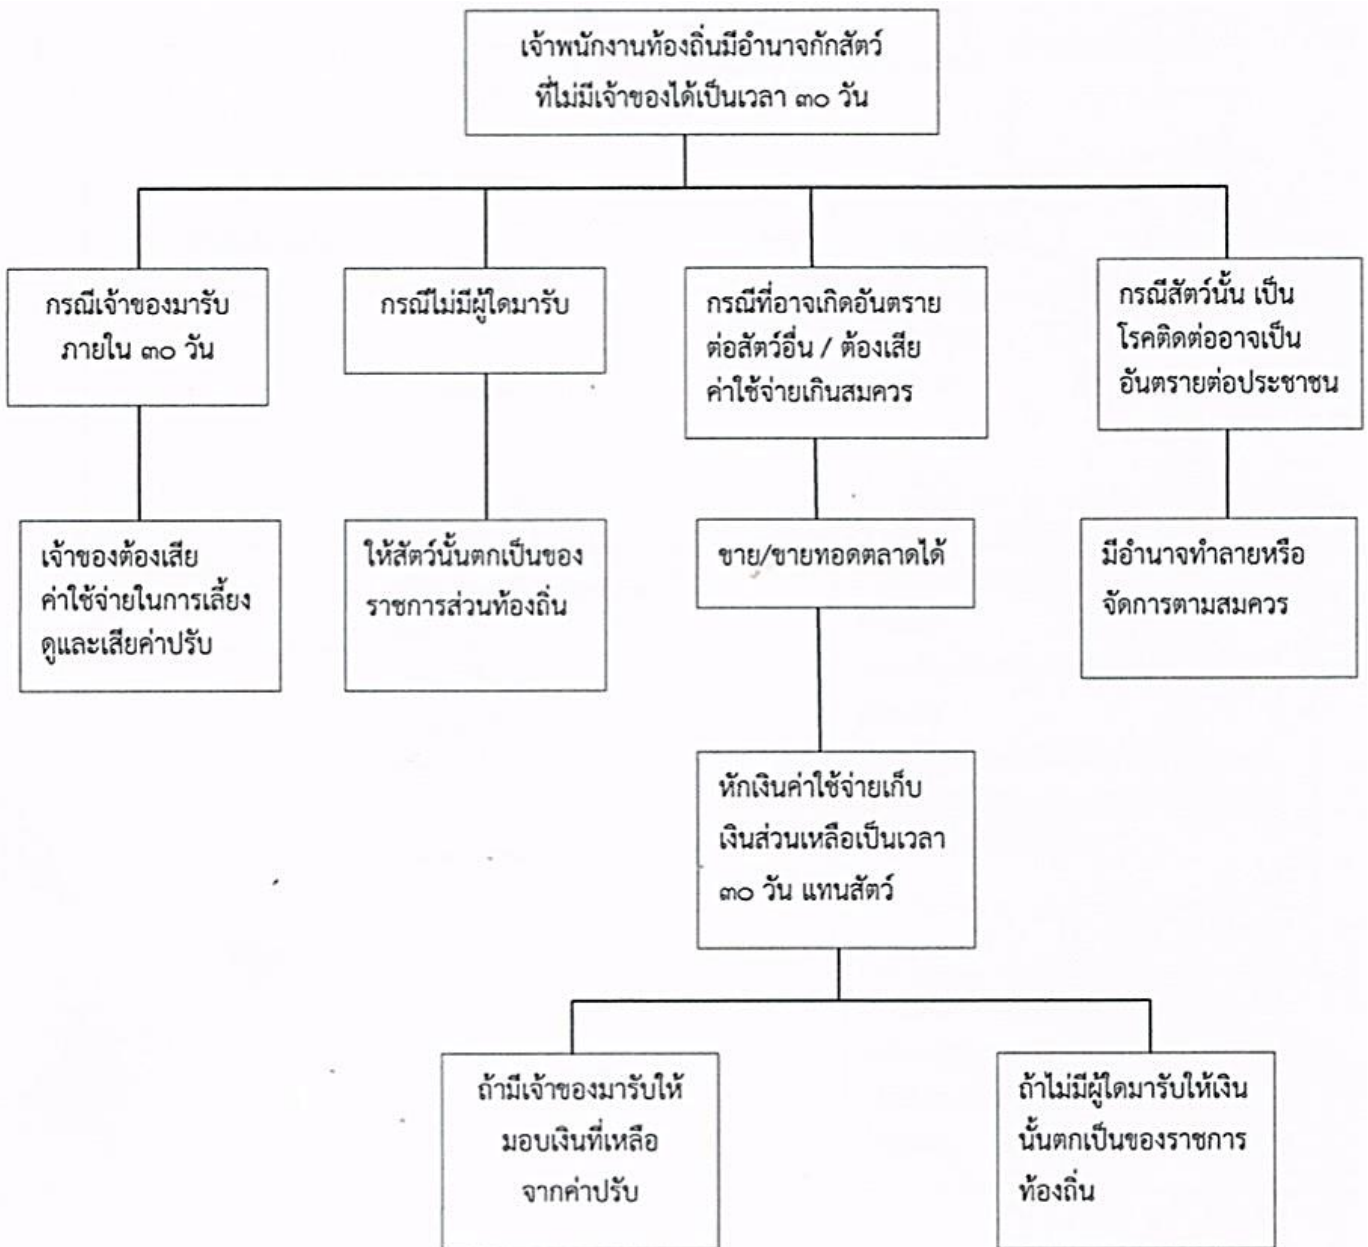 เจ้าพนักงานท้องถิ่นมีอำนาจกักสัตว์
ที่ไม่มีเจ้าของได้เป็นเวลา ๓๐ วัน
กรณีเจ้าของมารับ
ภายใน ๓๐ วัน
กรณีไม่มีผู้ใดมารับ
กรณีที่อาจเกิดอันตราย
ต่อสัตว์อื่น / ต้องเสีย
ค่าใช้จ่ายเกินสมควร
กรณีสัตว์นั้น เป็น
โรคติดต่ออาจเป็น
อันตรายต่อประชาชน
เจ้าของต้องเสีย
ค่าใช้จ่ายในการเลี้ยง
ดูและเสียค่าปรับ
ให้สัตว์นั้นตกเป็นของ
ราชการส่วนท้องถิ่น
ขาย/ขายทอดตลาดได้
มีอำนาจทำลายหรือ
จัดการตามสมควร
หักเงินค่าใช้จ่ายเก็บ
เงินส่วนเหลือเป็นเวลา
๓๐ วัน แทนสัตว์
ถ้ามีเจ้าของมารับให้
มอบเงินที่เหลือ
จากค่าปรับ
ถ้าไม่มีผู้ใดมารับให้เงิน
นั้นตกเป็นของราชการ
ท้องถิ่น